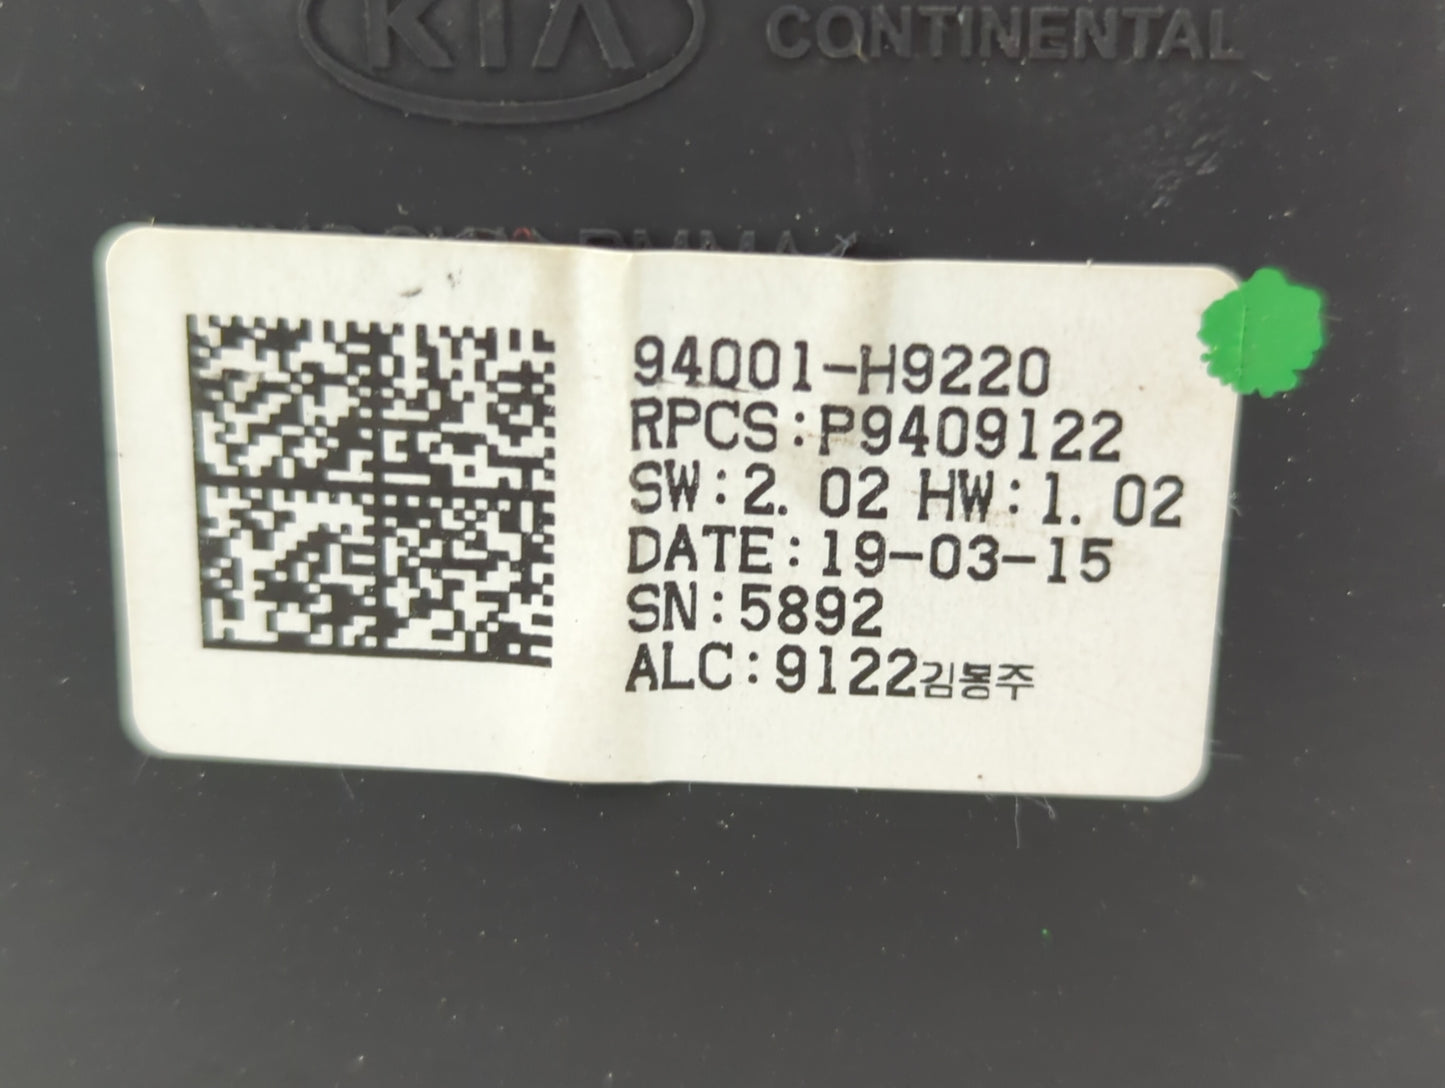 KIA
CONTINENTAL
94001-H9220
RPCS:P9409122
SW:2. 02 HW:1. 02
DATE:19-03-15
SN:5892
ALC:9122김봉주